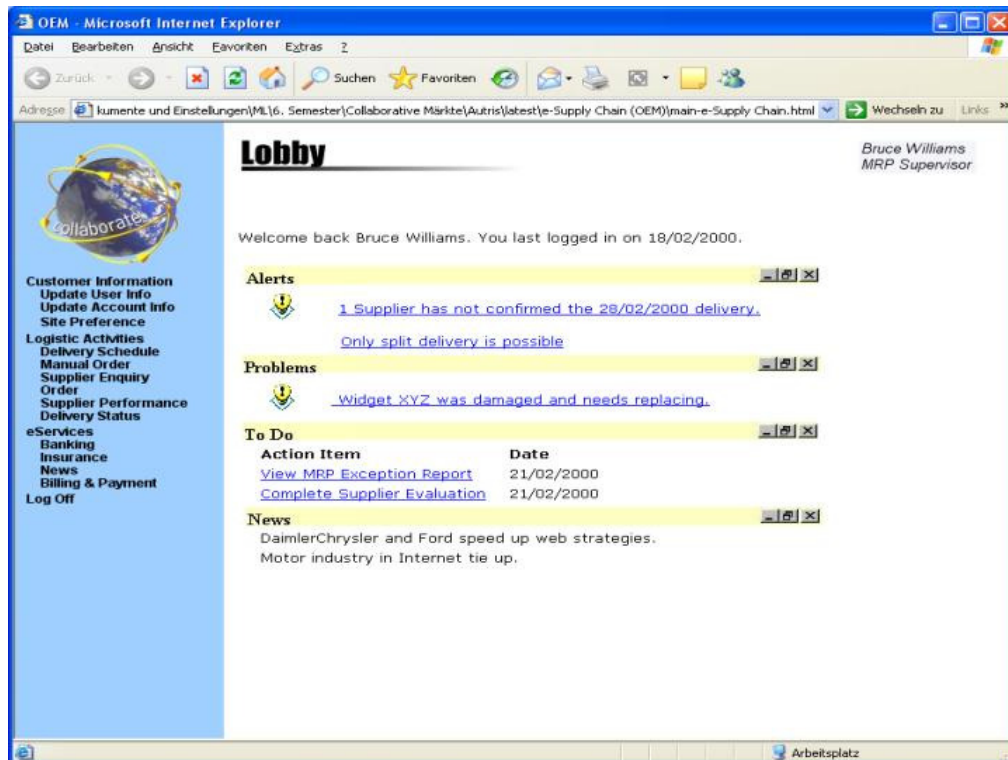 OEM - Microsoft Internet Explorer
Datei Bearbeiten Ansicht Favoriten Extras ?
Zurück Suchen Favoriten
Adresse kumente und Einstellungen\ML\6. Semester\Collaborative Märkte\Autris\latest\e-Supply Chain (OEM)\main-e-Supply Chain.html Wechseln zu Links »
collaborate
Lobby
Bruce Williams
MRP Supervisor
Welcome back Bruce Williams. You last logged in on 18/02/2000.
Customer Information
Update User Info
Update Account Info
Site Preference
Logistic Activities
Delivery Schedule
Manual Order
Supplier Enquiry
Order
Supplier Performance
Delivery Status
eServices
Banking
Insurance
News
Billing & Payment
Log Off
Alerts
1 Supplier has not confirmed the 28/02/2000 delivery.
Only split delivery is possible
Problems
Widget XYZ was damaged and needs replacing.
To Do
Action Item Date
View MRP Exception Report 21/02/2000
Complete Supplier Evaluation 21/02/2000
News
DaimlerChrysler and Ford speed up web strategies.
Motor industry in Internet tie up.
Arbeitsplatz